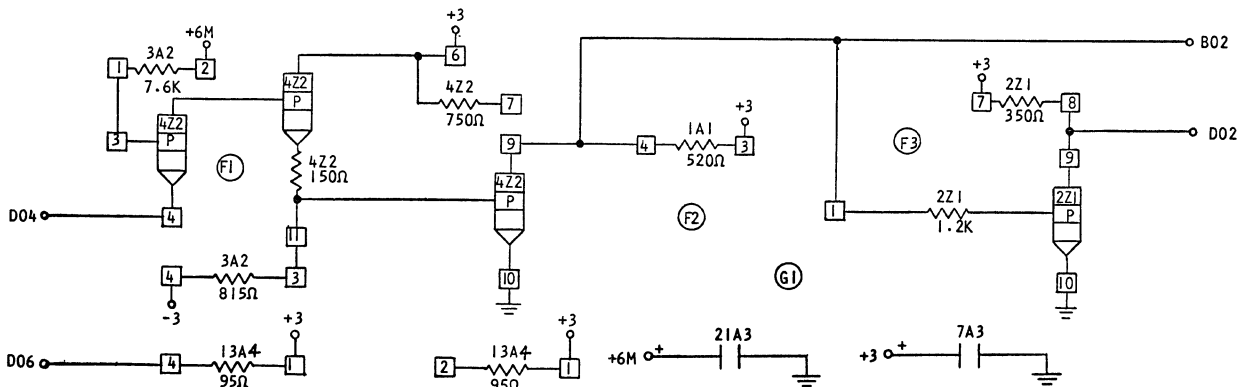 +3
+6M
3A2
1
2
7.6K
6
B02
4Z2
P
4Z2
7
750Ω
+3
7
2Z1
8
350Ω
4Z2
3
P
+3
9
4
1A1
3
520Ω
F3
D02
F1
4Z2
150Ω
4Z2
P
9
D04
4
F2
1
2Z1
1.2K
2Z1
P
11
3A2
4
3
815Ω
10
G1
10
-3
+3
+3
D06
4
13A4
1
95Ω
2
13A4
1
95Ω
+6M
+
21A3
+3
+
7A3